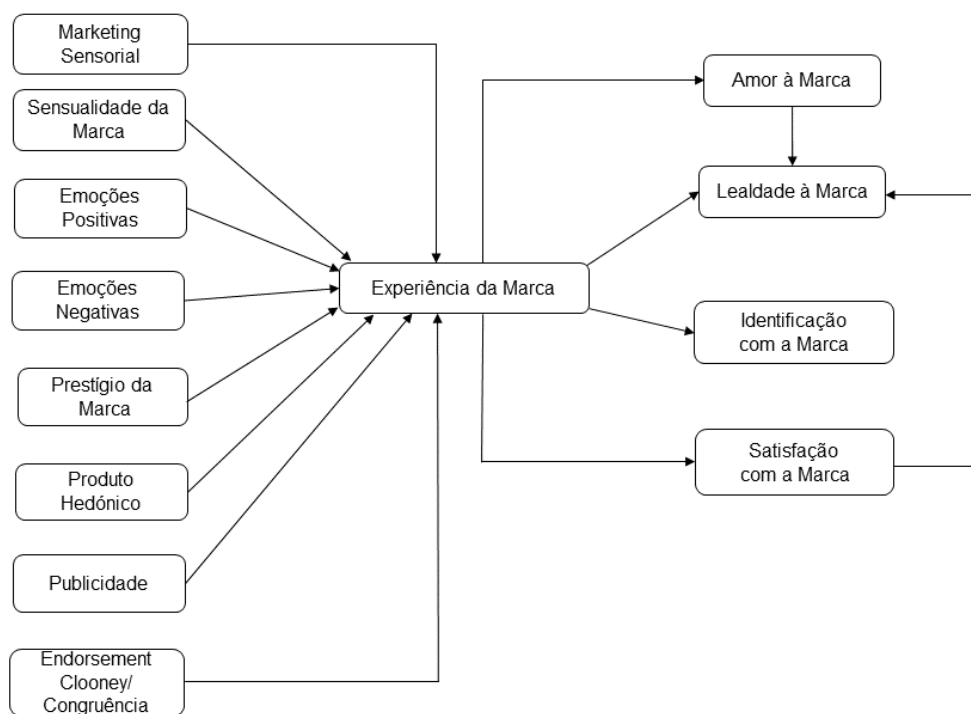 Marketing
Sensorial
Sensualidade da
Marca
Emoções
Positivas
Emoções
Negativas
Prestígio da
Marca
Produto
Hedónico
Publicidade
Endorsement
Clooney/
Congruência
Experiência da Marca
Amor à Marca
Lealdade à Marca
Identificação
com a Marca
Satisfação
com a Marca